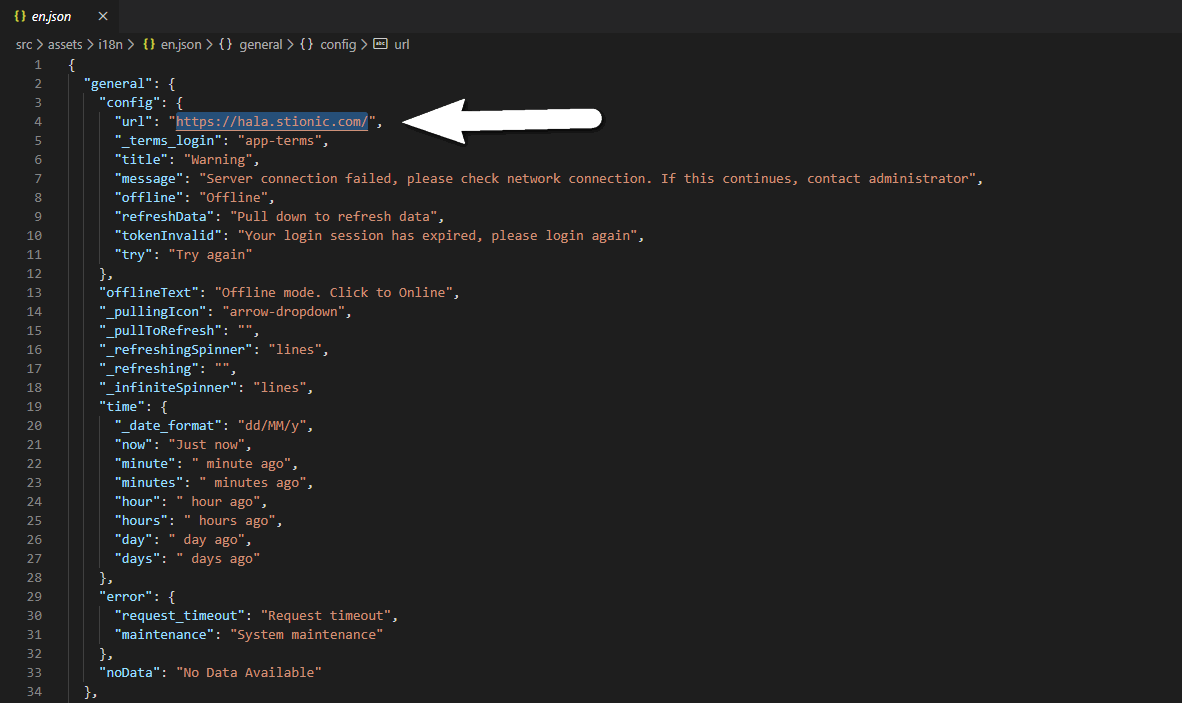 {} en.json ×
src > assets > i18n > {} en.json > {} general > {} config > abc url
1 {
2 "general": {
3 "config": {
4 "url": "https://hala.stionic.com/",
5 "_terms_login": "app-terms",
6 "title": "Warning",
7 "message": "Server connection failed, please check network connection. If this continues, contact administrator",
8 "offline": "Offline",
9 "refreshData": "Pull down to refresh data",
10 "tokenInvalid": "Your login session has expired, please login again",
11 "try": "Try again"
12 },
13 "offlineText": "Offline mode. Click to Online",
14 "_pullingIcon": "arrow-dropdown",
15 "_pullToRefresh": "",
16 "_refreshingSpinner": "lines",
17 "_refreshing": "",
18 "_infiniteSpinner": "lines",
19 "time": {
20 "_date_format": "dd/MM/y",
21 "now": "Just now",
22 "minute": " minute ago",
23 "minutes": " minutes ago",
24 "hour": " hour ago",
25 "hours": " hours ago",
26 "day": " day ago",
27 "days": " days ago"
28 },
29 "error": {
30 "request_timeout": "Request timeout",
31 "maintenance": "System maintenance"
32 },
33 "noData": "No Data Available"
34 },